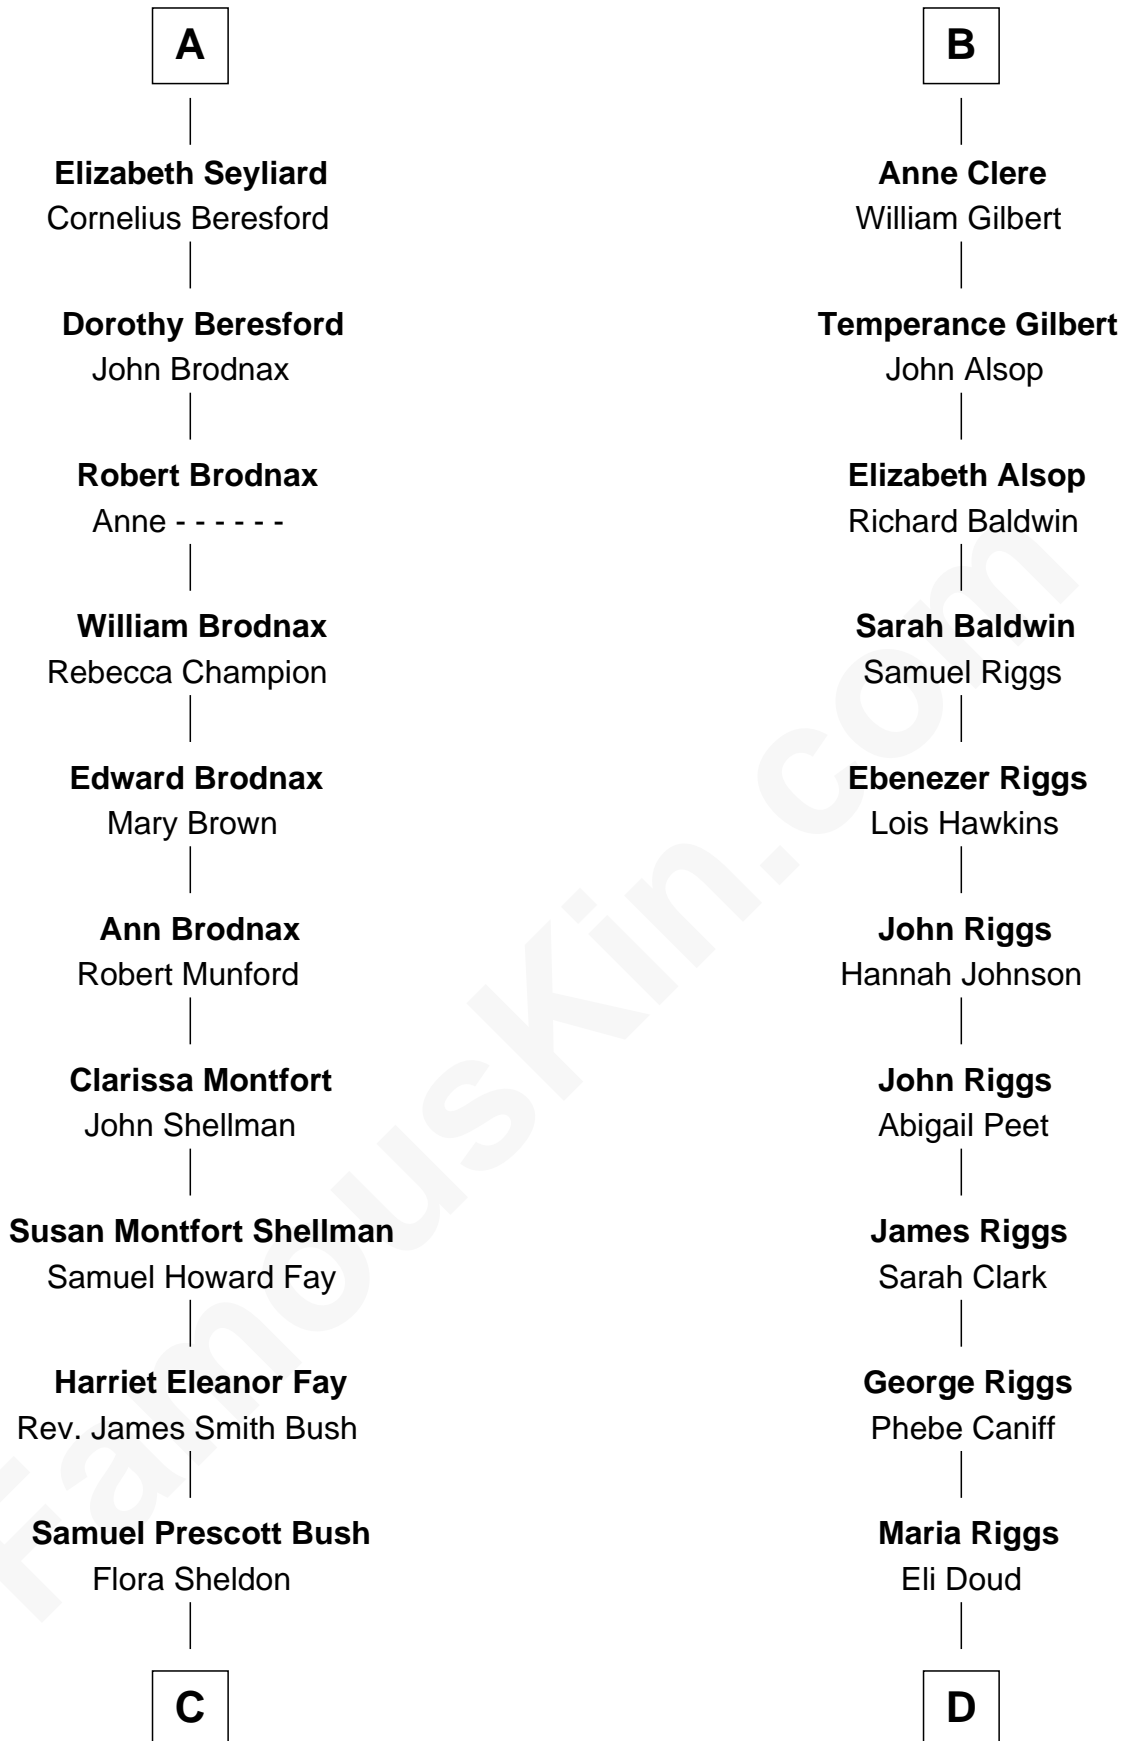 A
Elizabeth Seyliard
Cornelius Beresford
Dorothy Beresford
John Brodnax
Robert Brodnax
Anne - - - - - -
William Brodnax
Rebecca Champion
Edward Brodnax
Mary Brown
Ann Brodnax
Robert Munford
Clarissa Montfort
John Shellman
Susan Montfort Shellman
Samuel Howard Fay
Harriet Eleanor Fay
Rev. James Smith Bush
Samuel Prescott Bush
Flora Sheldon
C
B
Anne Clere
William Gilbert
Temperance Gilbert
John Alsop
Elizabeth Alsop
Richard Baldwin
Sarah Baldwin
Samuel Riggs
Ebenezer Riggs
Lois Hawkins
John Riggs
Hannah Johnson
John Riggs
Abigail Peet
James Riggs
Sarah Clark
George Riggs
Phebe Caniff
Maria Riggs
Eli Doud
D
FamousKin.com